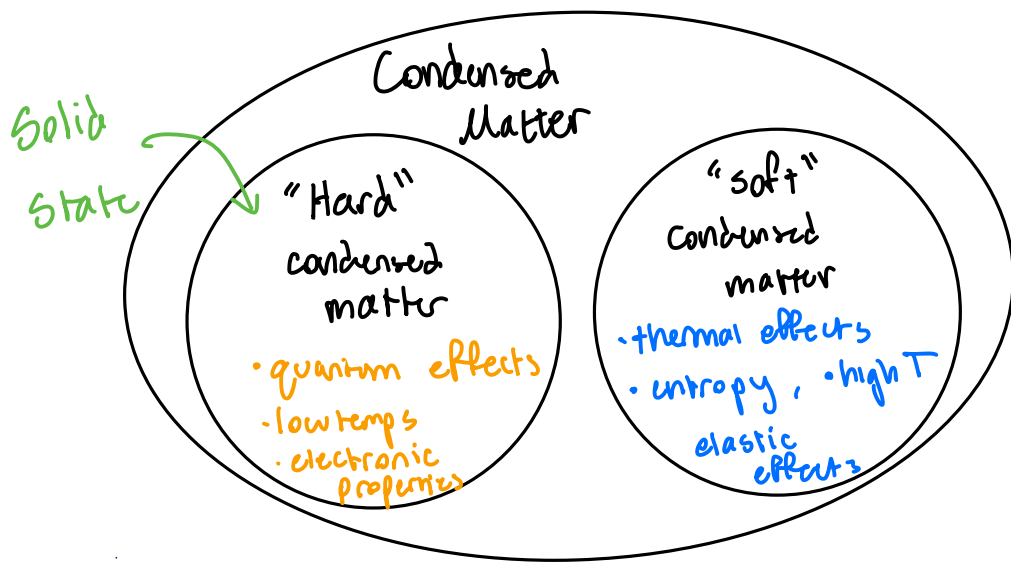 Condensed
Matter
Solid
State
"Hard"
condensed
matter
• quantum effects
• low temps
• electronic
properties
"soft"
condensed
matter
• thermal effects
• entropy, • high T
elastic
effects